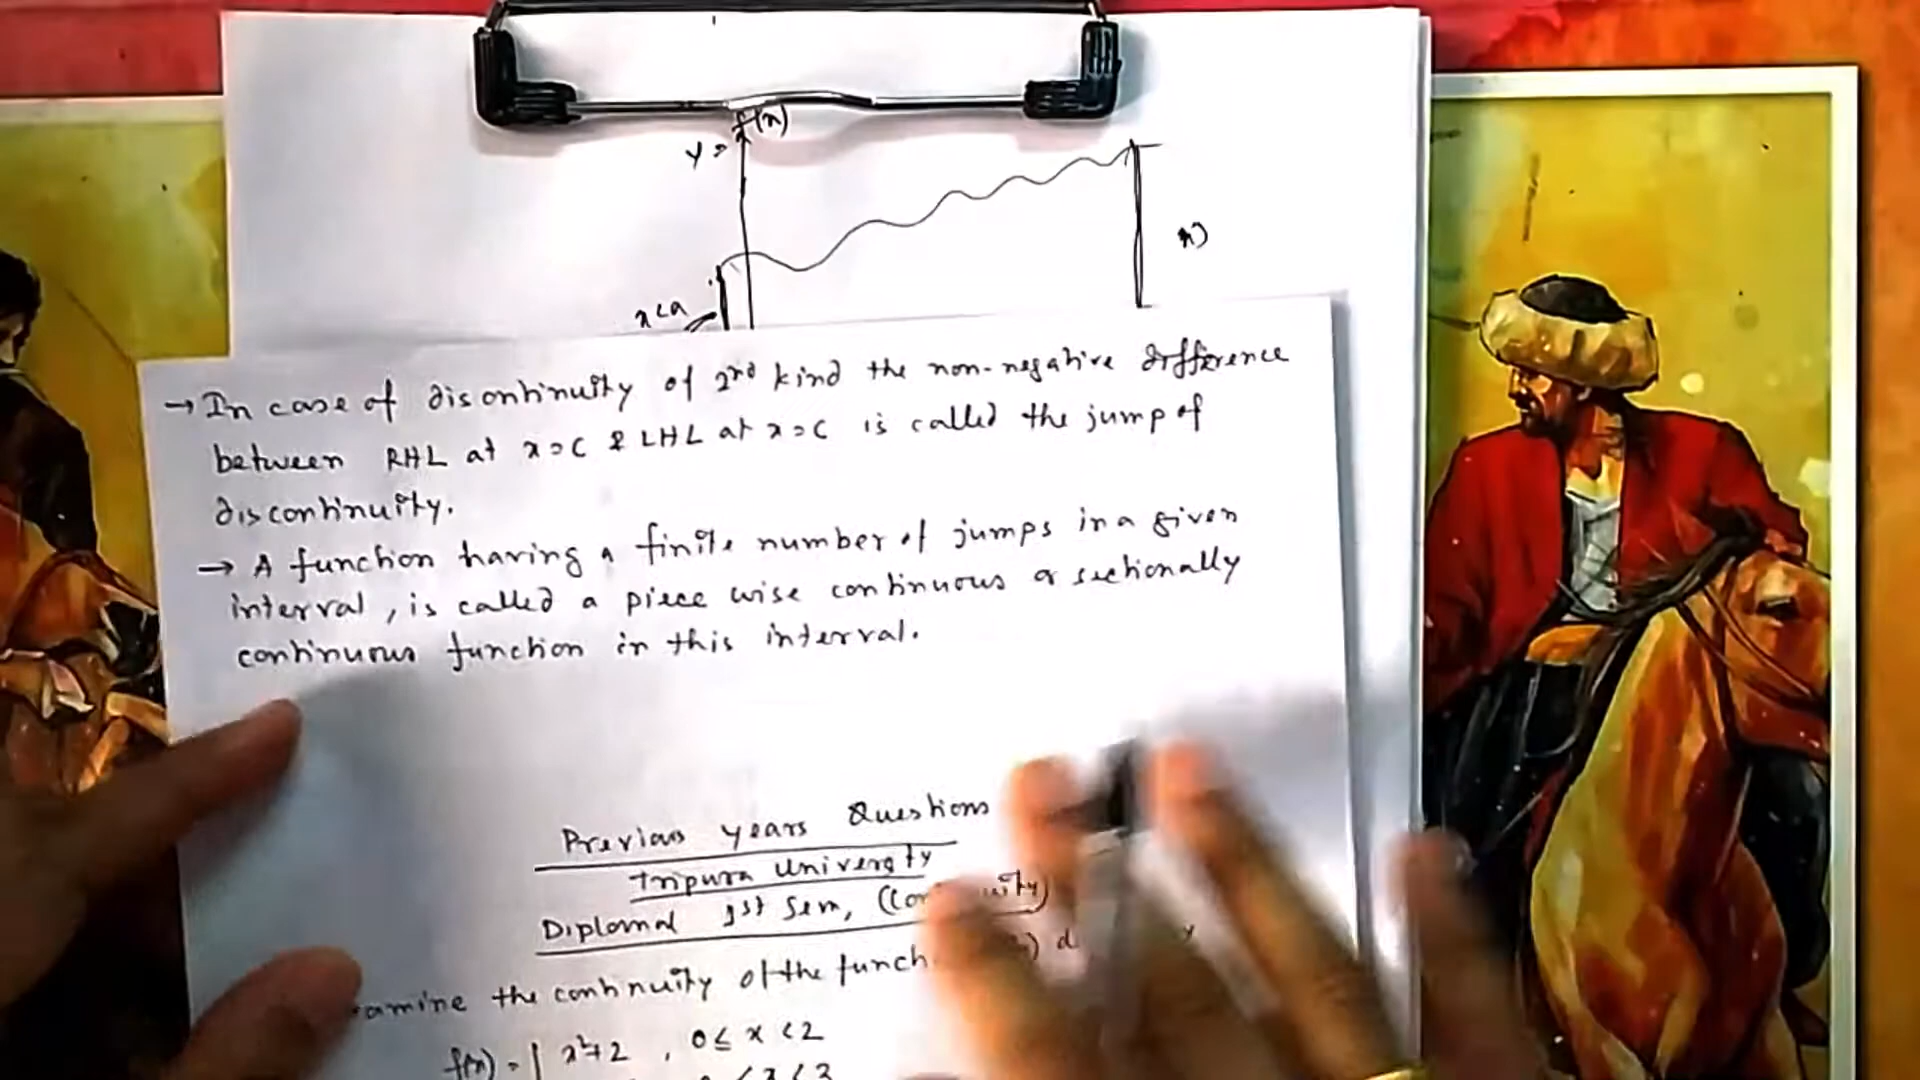 f(x)
y =
x)
x<a
→ In case of discontinuity of 2nd kind the non-negative difference
between RHL at x=c & LHL at x=c is called the jump of
discontinuity.
→ A function having a finite number of jumps in a given
interval, is called a piece wise continuous or sectionally
continuous function in this interval.
Previous years Questions
Tripura University
Diplomal 1st Sem,
the continuity of the
f(x) = x²+2 , 0 ≤ x < 2